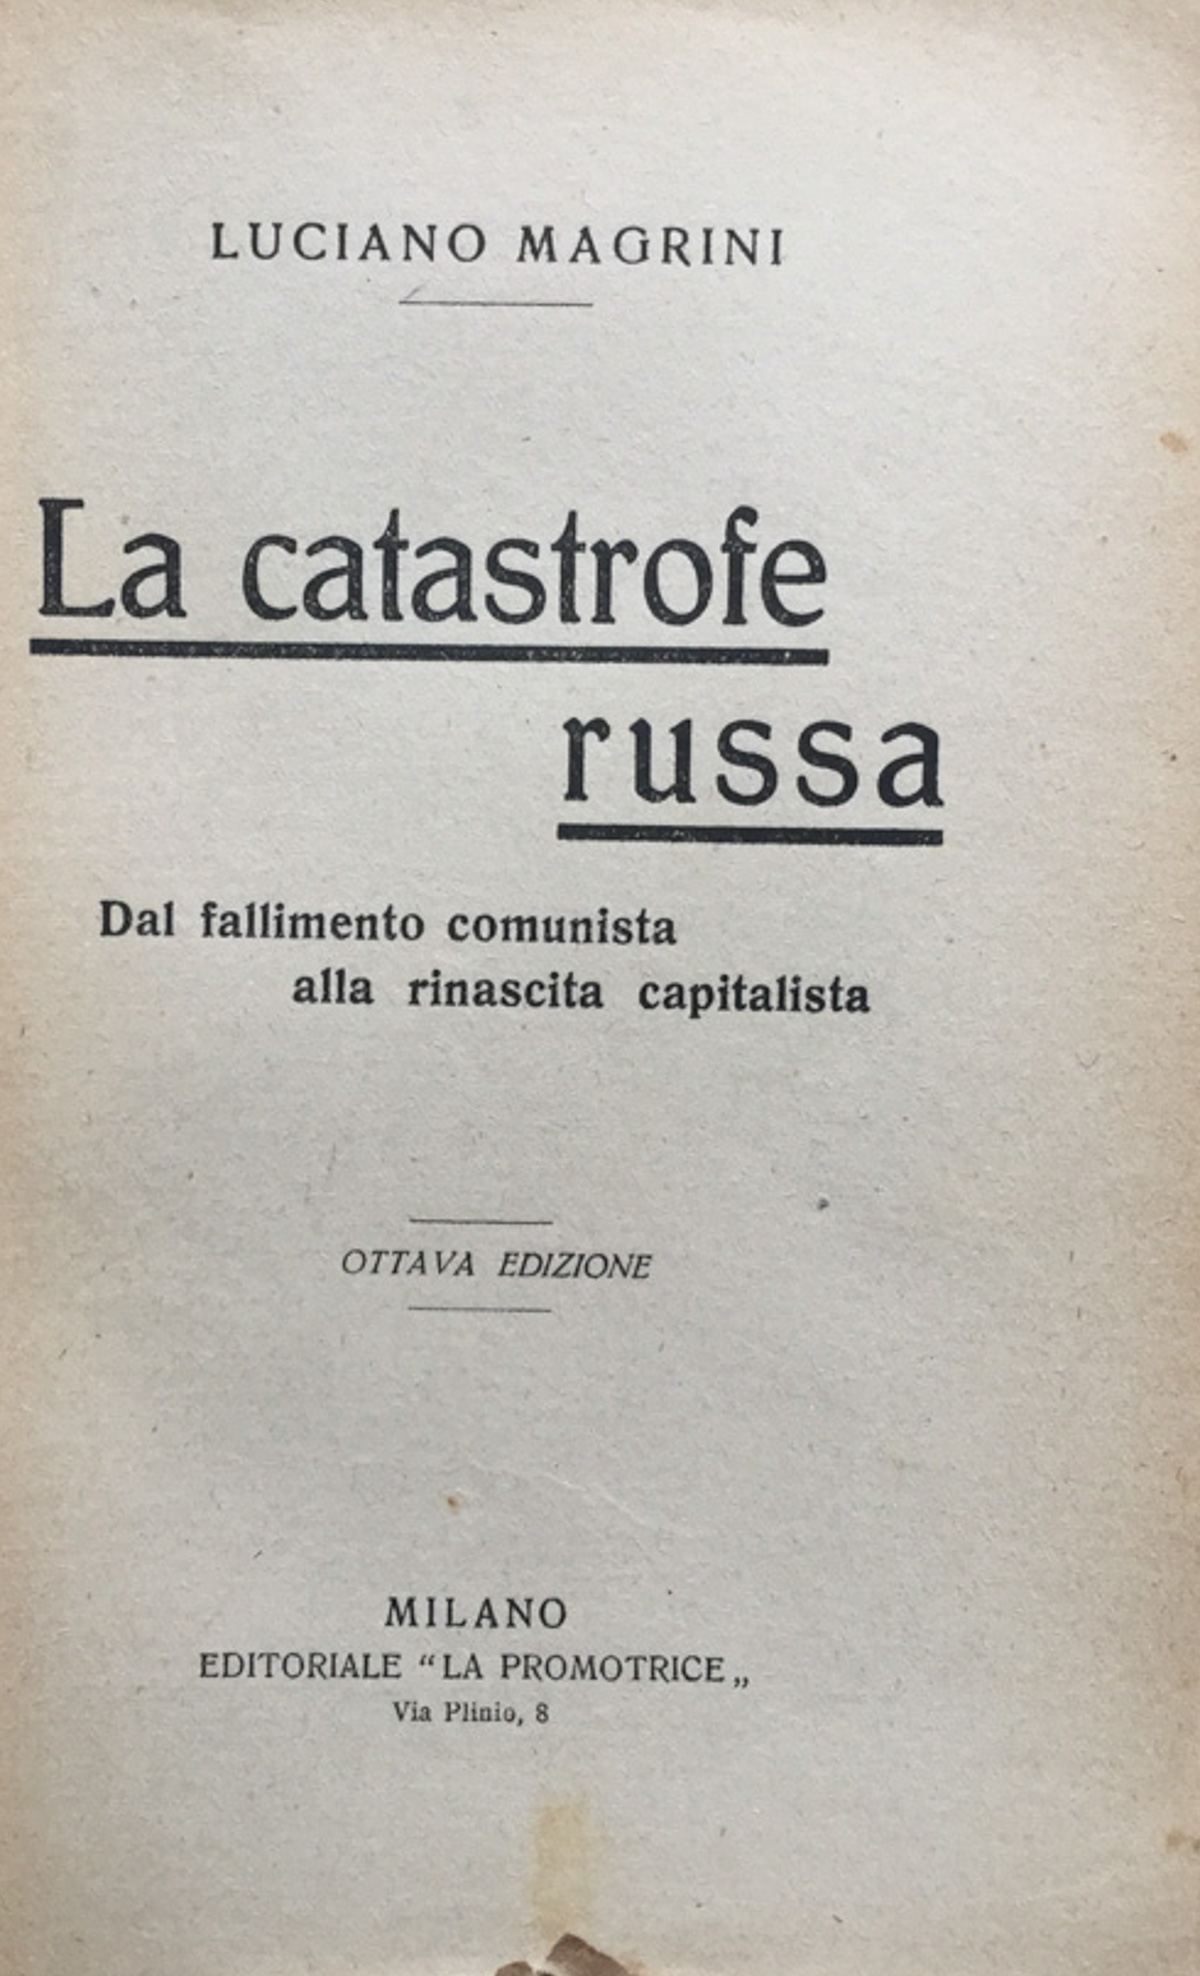 LUCIANO MAGRINI
La catastrofe
russa
Dal fallimento comunista
alla rinascita capitalista
OTTAVA EDIZIONE
MILANO
EDITORIALE “LA PROMOTRICE„
Via Plinio, 8